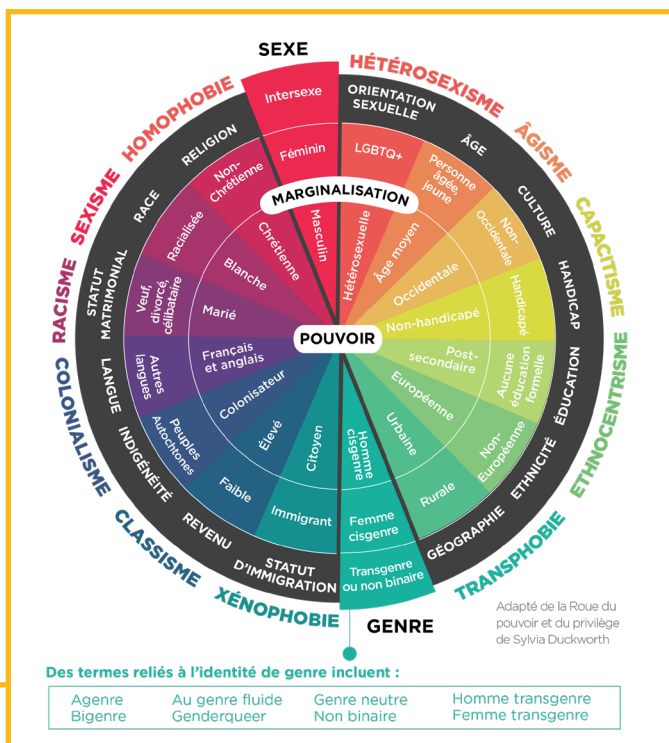 SEXE
HÉTÉROSEXISME
ÂGISME
CAPACITISME
ETHNOCENTRISME
TRANSPHOBIE
GENRE
XÉNOPHOBIE
CLASSISME
COLONIALISME
RACISME
SEXISME
HOMOPHOBIE
ORIENTATION
SEXUELLE
ÂGE
CULTURE
HANDICAP
ÉDUCATION
ETHNICITÉ
GÉOGRAPHIE
STATUT
D'IMMIGRATION
REVENU
INDIGÉNÉITÉ
LANGUE
STATUT
MATRIMONIAL
RACE
RELIGION
Intersexe
Féminin
LGBTQ+
Personne
âgée,
jeune
Non-
Occidentale
Handicapé
Aucune
éducation
formelle
Non-
Européenne
Rurale
Femme
cisgenre
Transgenre
ou non binaire
Immigrant
Faible
Peuples
Autochtones
Autres
langues
Veuf,
divorcé,
célibataire
Racialisée
Non-
Chrétienne
MARGINALISATION
Masculin
Hétérosexuelle
Âge moyen
Occidentale
Non-handicapé
Post-
secondaire
Européenne
Urbaine
Homme
cisgenre
Citoyen
Élevé
Colonisateur
Français
et anglais
Marié
Blanche
Chrétienne
POUVOIR
Adapté de la Roue du
pouvoir et du privilège
de Sylvia Duckworth
Des termes reliés à l'identité de genre incluent :
Agenre Au genre fluide Genre neutre Homme transgenre
Bigenre Genderqueer Non binaire Femme transgenre